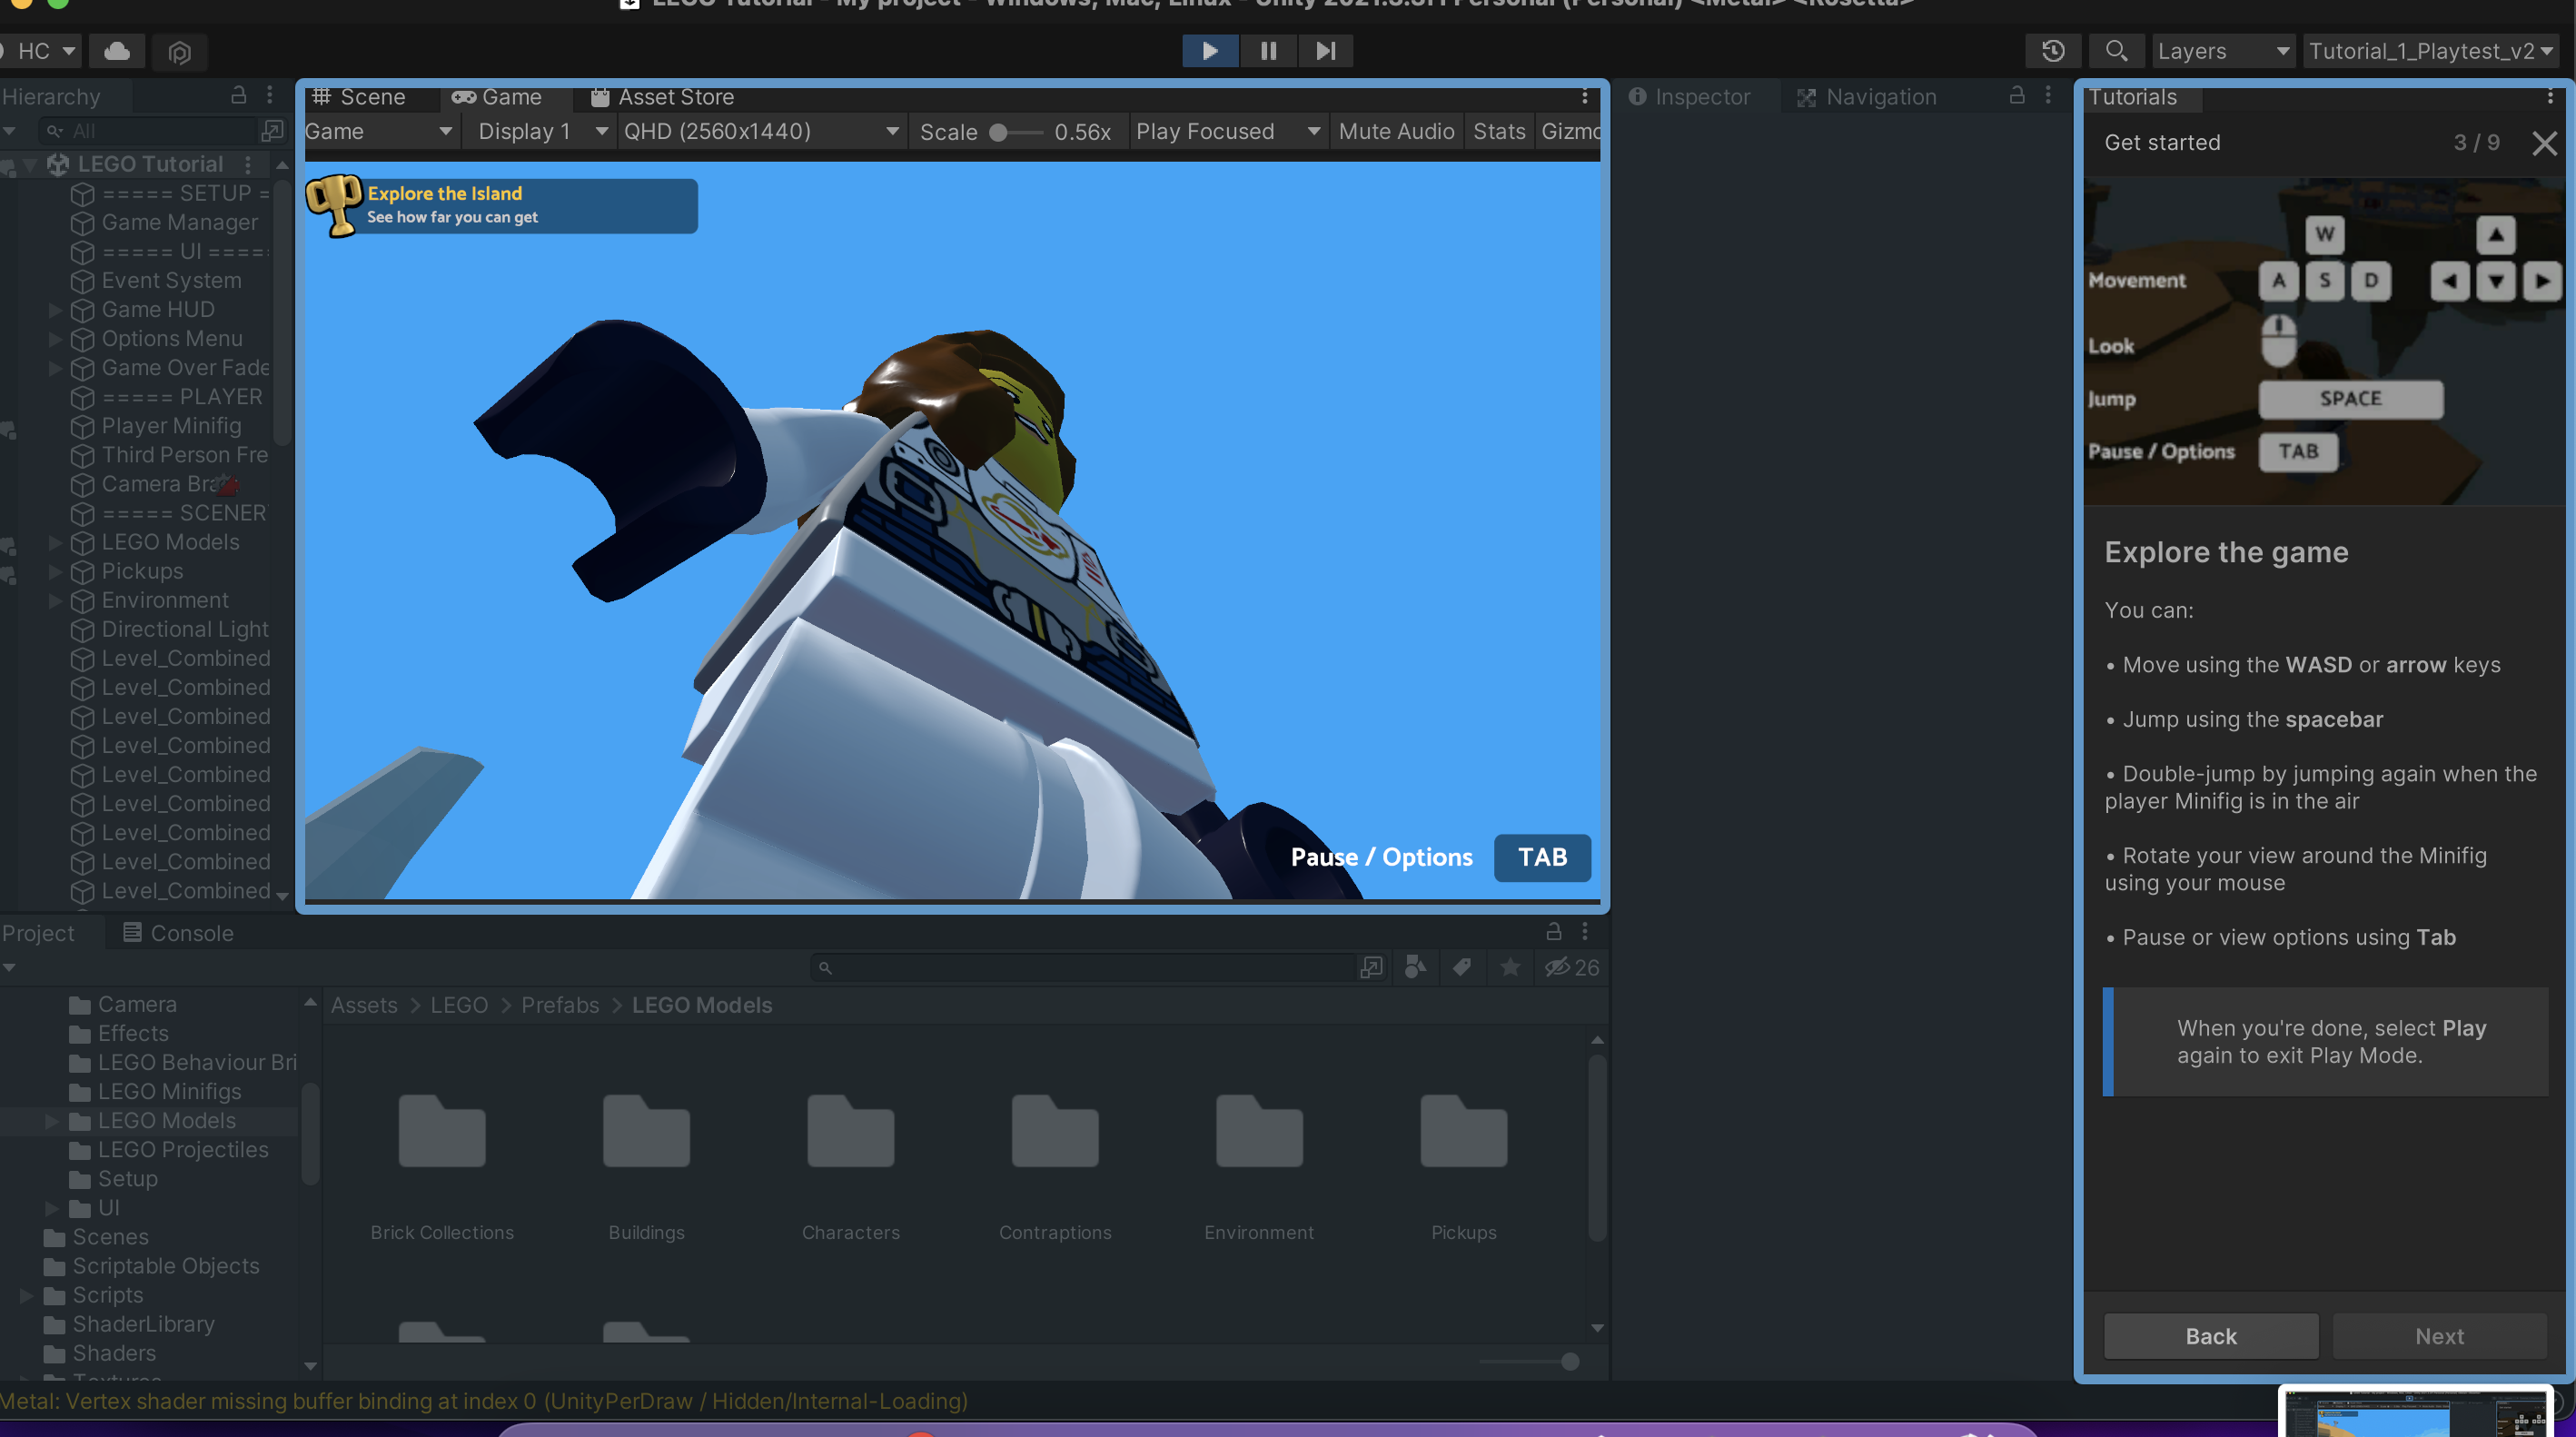 HC
Layers
Tutorial_1_Playtest_v2
Hierarchy
All
LEGO Tutorial
===== SETUP =
Game Manager
===== UI =====
Event System
Game HUD
Options Menu
Game Over Fade
===== PLAYER
Player Minifig
Third Person Fre
Camera Bra
===== SCENER
LEGO Models
Pickups
Environment
Directional Light
Level_Combined
Level_Combined
Level_Combined
Level_Combined
Level_Combined
Level_Combined
Level_Combined
Level_Combined
Level_Combined
Scene
Game
Asset Store
Game
Display 1
QHD (2560x1440)
Scale
0.56x
Play Focused
Mute Audio
Stats
Gizmo
Explore the Island
See how far you can get
Pause / Options
TAB
Inspector
Navigation
Tutorials
Get started
3 / 9
W
Movement
A S D
Look
Jump
SPACE
Pause / Options
TAB
Explore the game
You can:
• Move using the WASD or arrow keys
• Jump using the spacebar
• Double-jump by jumping again when the
player Minifig is in the air
• Rotate your view around the Minifig
using your mouse
• Pause or view options using Tab
When you're done, select Play
again to exit Play Mode.
Back
Next
Project
Console
26
Camera
Effects
LEGO Behaviour Bri
LEGO Minifigs
LEGO Models
LEGO Projectiles
Setup
UI
Scenes
Scriptable Objects
Scripts
ShaderLibrary
Shaders
Assets > LEGO > Prefabs > LEGO Models
Brick Collections
Buildings
Characters
Contraptions
Environment
Pickups
Metal: Vertex shader missing buffer binding at index 0 (UnityPerDraw / Hidden/Internal-Loading)